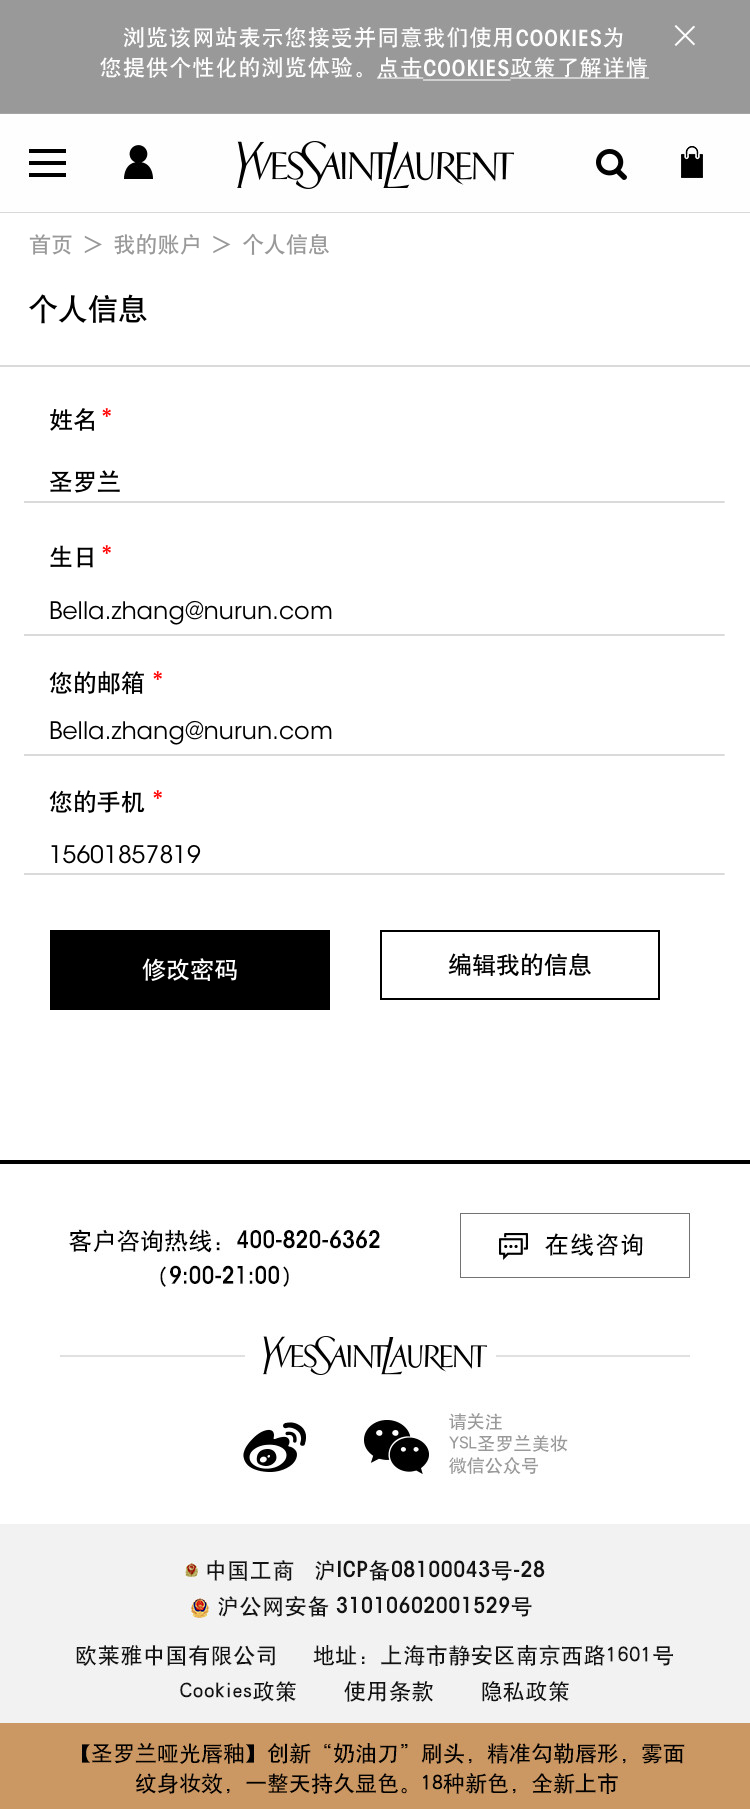 浏览该网站表示您接受并同意我们使用COOKIES为
您提供个性化的浏览体验。点击COOKIES政策了解详情
YVESSAINTLAURENT
首页 > 我的账户 > 个人信息
个人信息
姓名*
圣罗兰
生日*
Bella.zhang@nurun.com
您的邮箱 *
Bella.zhang@nurun.com
您的手机 *
15601857819
修改密码 编辑我的信息
客户咨询热线：400-820-6362
（9:00-21:00）
在线咨询
YVESSAINTLAURENT
请关注
YSL圣罗兰美妆
微信公众号
中国工商 沪ICP备08100043号-28
沪公网安备 31010602001529号
欧莱雅中国有限公司 地址：上海市静安区南京西路1601号
Cookies政策 使用条款 隐私政策
【圣罗兰哑光唇釉】创新“奶油刀”刷头，精准勾勒唇形，雾面
纹身妆效，一整天持久显色。18种新色，全新上市